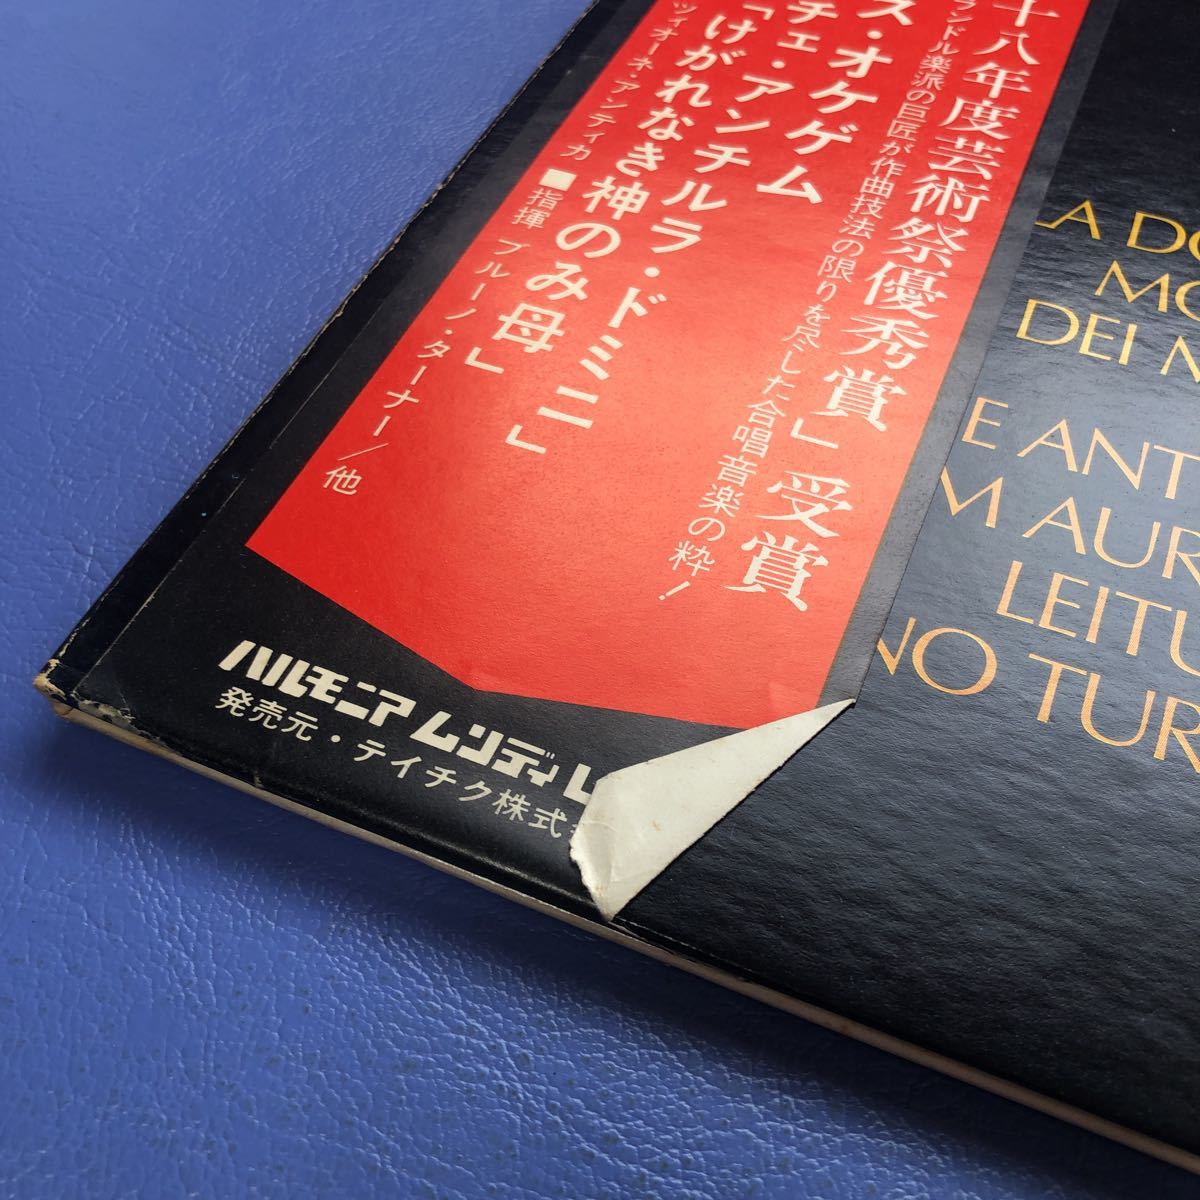 十八年度芸術祭優秀賞」受賞
ランドル楽派の巨匠が作曲技法の限りを尽した合唱音楽の粋！
ス・オケゲム
チェ・アンチルラ・ドミニ」
「けがれなき神のみ母」
ツィオーネ・アンティカ ■指揮 ブルーノ・ターナー／他
ハルモニア ムンディ
発売元・テイチク株式
LA DO
MO
DEI M
E ANT
M AUR
LEITU
NO TUR